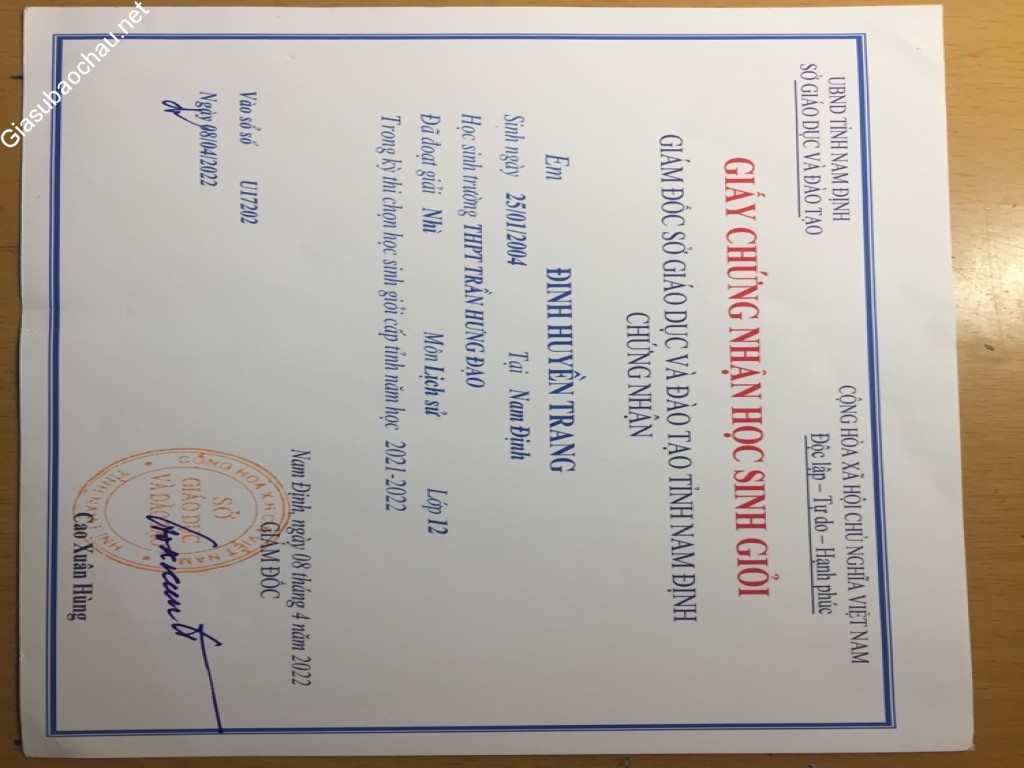 Giasubaochau.net
UBND TỈNH NAM ĐỊNH
SỞ GIÁO DỤC VÀ ĐÀO TẠO
CỘNG HÒA XÃ HỘI CHỦ NGHĨA VIỆT NAM
Độc lập – Tự do – Hạnh phúc
GIẤY CHỨNG NHẬN HỌC SINH GIỎI
GIÁM ĐỐC SỞ GIÁO DỤC VÀ ĐÀO TẠO TỈNH NAM ĐỊNH
CHỨNG NHẬN
Em ĐINH HUYỀN TRANG
Sinh ngày 25/01/2004 Tại Nam Định
Học sinh trường THPT TRẦN HƯNG ĐẠO
Đã đoạt giải Nhì Môn Lịch sử Lớp 12
Trong kỳ thi chọn học sinh giỏi cấp tỉnh năm học 2021-2022
Nam Định, ngày 08 tháng 4 năm 2022
GIÁM ĐỐC
Vào sổ số U17202
Ngày 08/04/2022
SỞ
GIÁO DỤC
VÀ ĐÀO TẠO
Cao Xuân Hùng